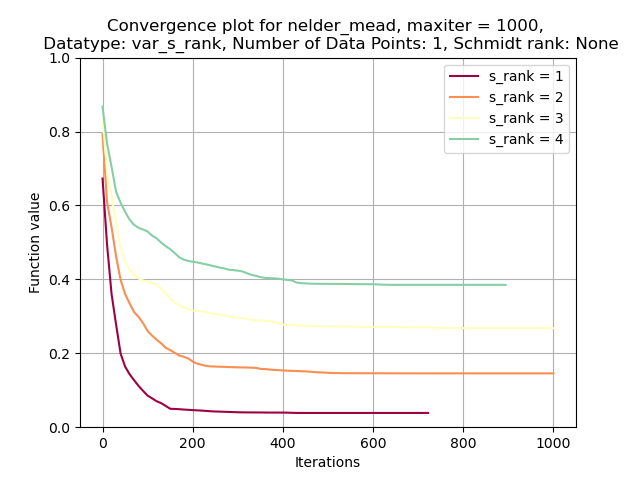 Convergence plot for nelder_mead, maxiter = 1000,
Datatype: var_s_rank, Number of Data Points: 1, Schmidt rank: None
1.0
0.8
0.6
0.4
0.2
0.0
Function value
s_rank = 1
s_rank = 2
s_rank = 3
s_rank = 4
0 200 400 600 800 1000
Iterations